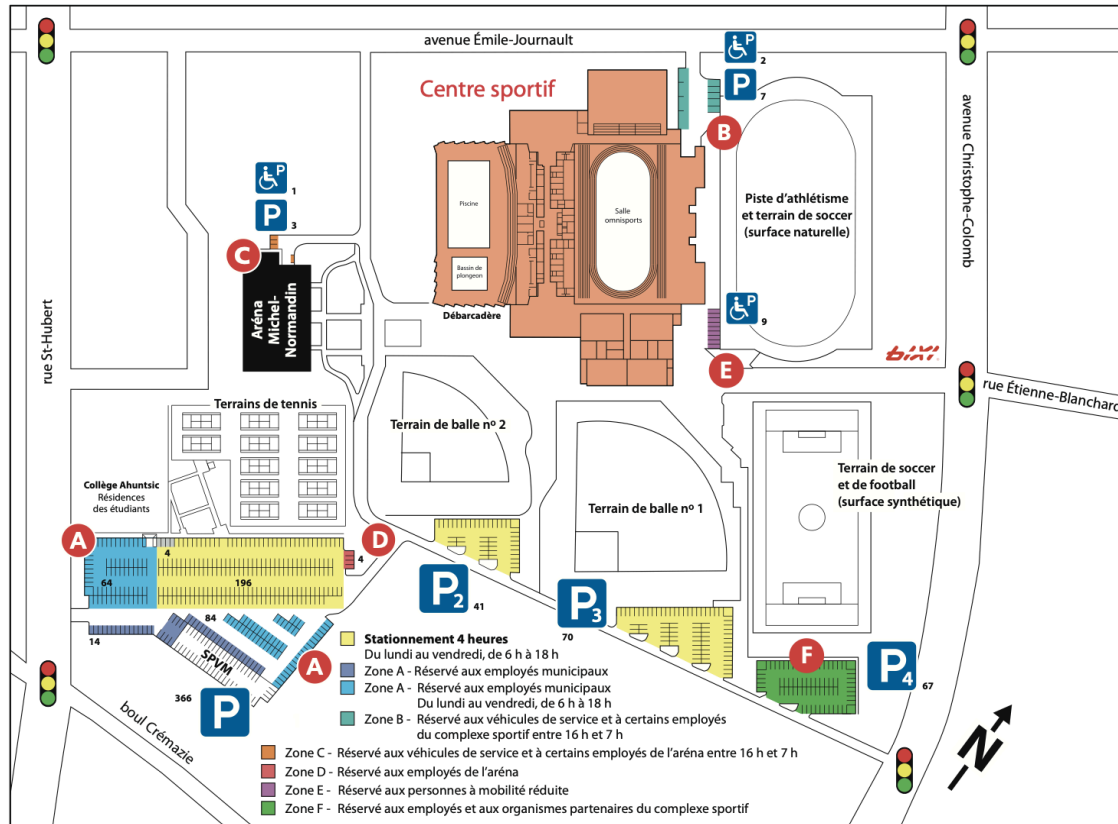 avenue Émile-Journault
P
2
P
7
Centre sportif
B
avenue Christophe-Colomb
P
1
P
3
C
Piscine
Bassin de
plongeon
Débarcadère
Salle
omnisports
Piste d'athlétisme
et terrain de soccer
(surface naturelle)
Aréna
Michel-
Normandin
9
E
bixi
rue St-Hubert
rue Étienne-Blanchard
Terrains de tennis
Terrain de balle nº 2
Terrain de balle nº 1
Terrain de soccer
et de football
(surface synthétique)
Collège Ahuntsic
Résidences
des étudiants
A
4
D
4
64
196
P2
41
P3
70
84
14
SPVM
A
366
P
F
P4
67
boul Crémazie
N
Stationnement 4 heures
Du lundi au vendredi, de 6 h à 18 h
Zone A - Réservé aux employés municipaux
Zone A - Réservé aux employés municipaux
Du lundi au vendredi, de 6 h à 18 h
Zone B - Réservé aux véhicules de service et à certains employés
du complexe sportif entre 16 h et 7 h
Zone C - Réservé aux véhicules de service et à certains employés de l'aréna entre 16 h et 7 h
Zone D - Réservé aux employés de l'aréna
Zone E - Réservé aux personnes à mobilité réduite
Zone F - Réservé aux employés et aux organismes partenaires du complexe sportif